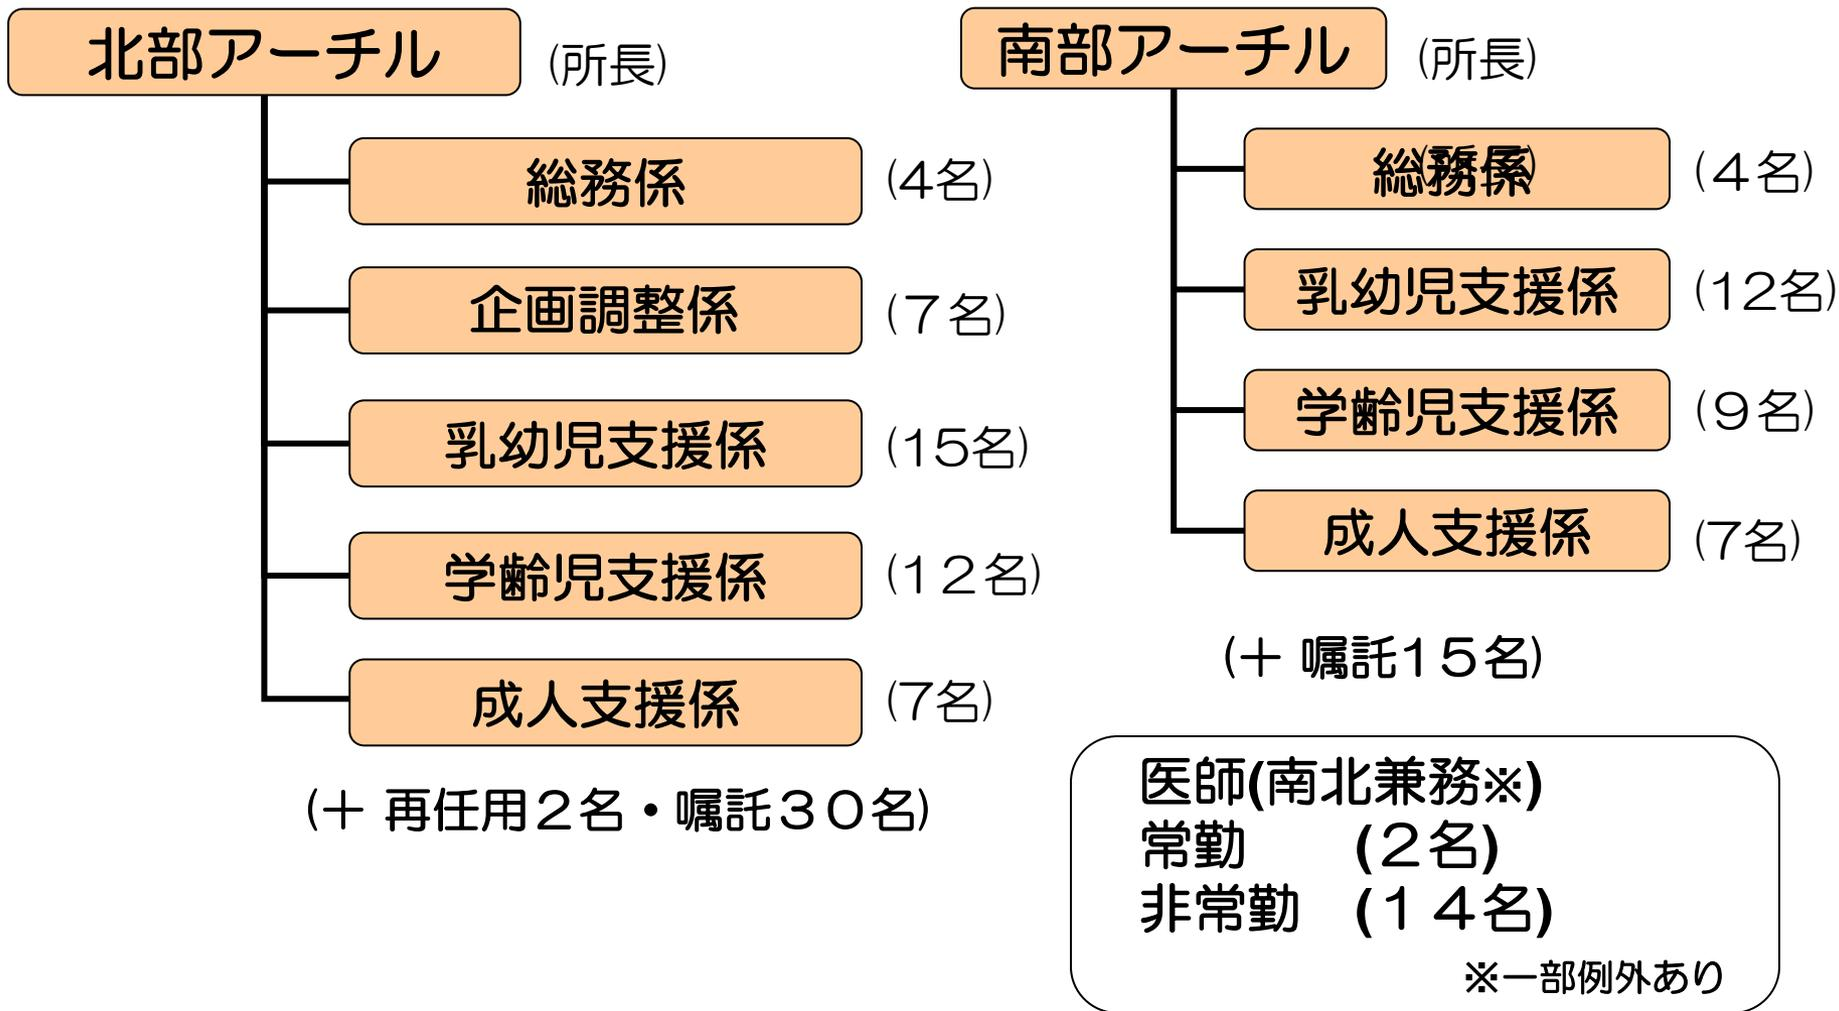 北部アーチル (所長)
総務係 (4名)
企画調整係 (７名)
乳幼児支援係 (15名)
学齢児支援係 (１２名)
成人支援係 (7名)
(＋ 再任用２名・嘱託３０名)
南部アーチル (所長)
総務係 (４名)
(所長)
乳幼児支援係 (12名)
学齢児支援係 (９名)
成人支援係 (7名)
(＋ 嘱託１５名)
医師(南北兼務※)
常勤 (２名)
非常勤 (１４名)
※一部例外あり